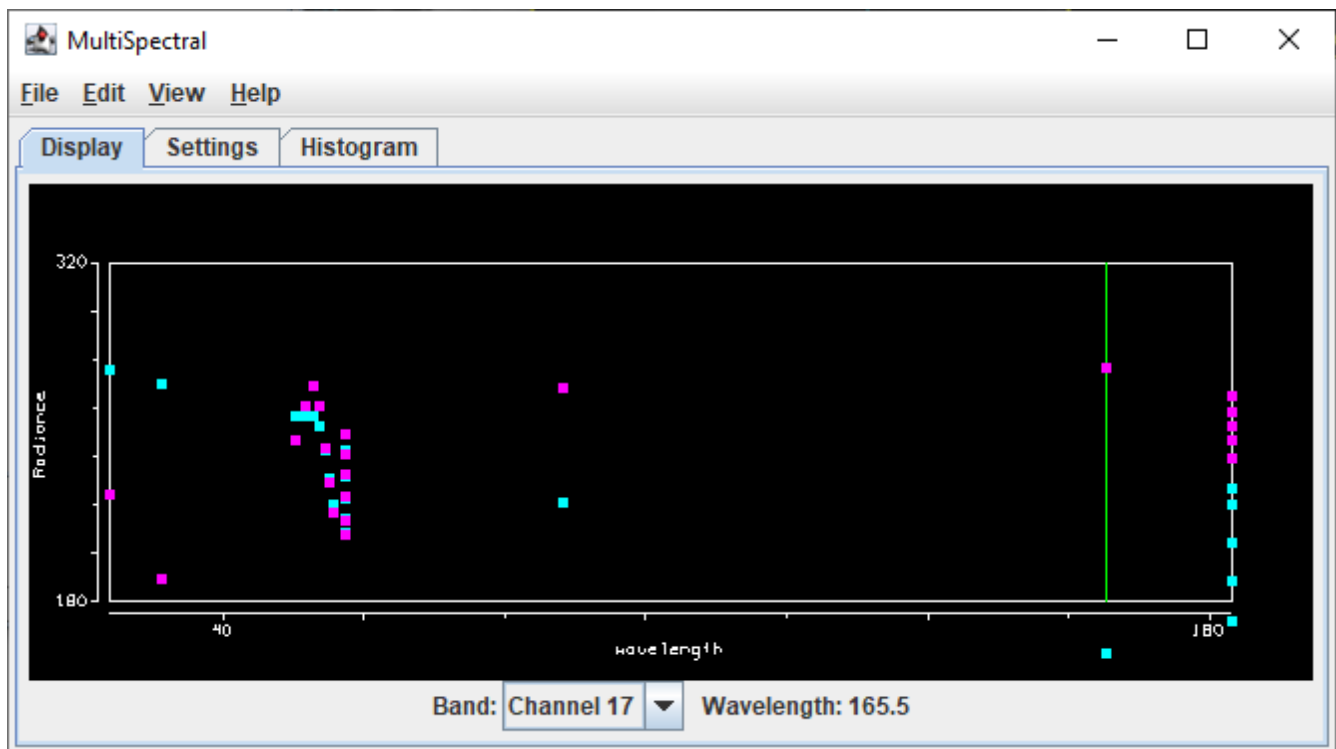 MultiSpectral
File Edit View Help
Display Settings Histogram
320
Radiance
180
40 180
wavelength
Band: Channel 17 Wavelength: 165.5